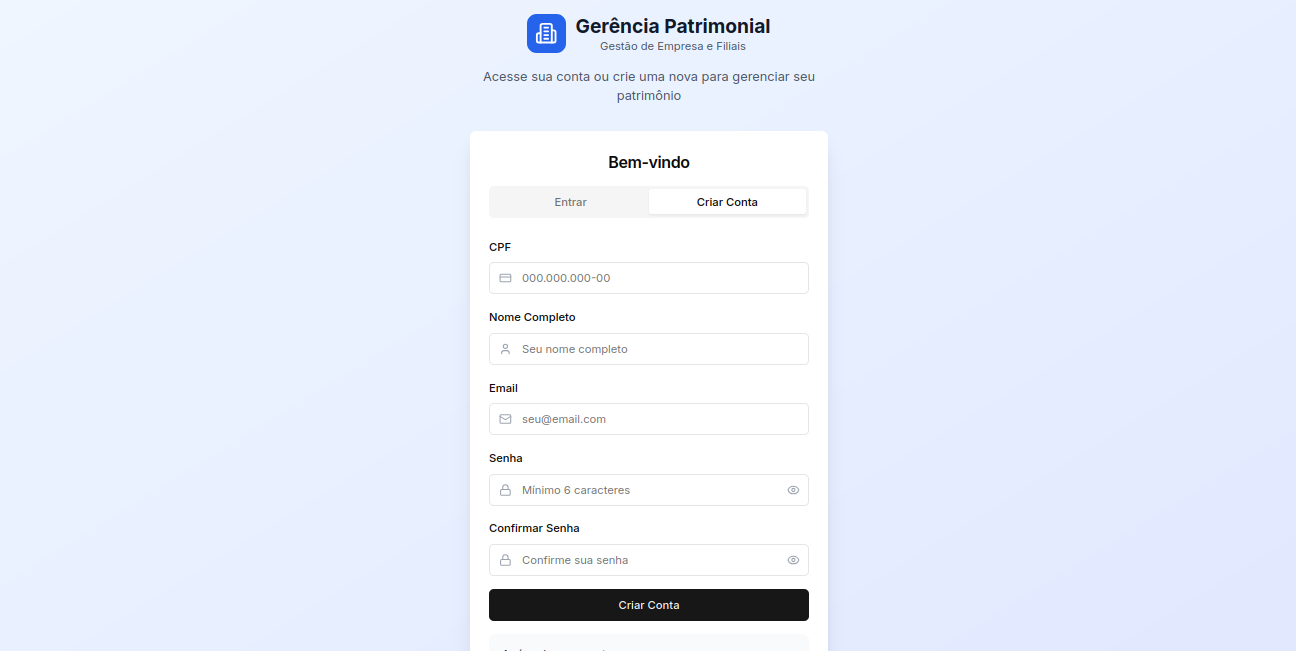 Gerência Patrimonial
Gestão de Empresa e Filiais
Acesse sua conta ou crie uma nova para gerenciar seu
patrimônio
Bem-vindo
Entrar
Criar Conta
CPF
000.000.000-00
Nome Completo
Seu nome completo
Email
seu@email.com
Senha
Mínimo 6 caracteres
Confirmar Senha
Confirme sua senha
Criar Conta